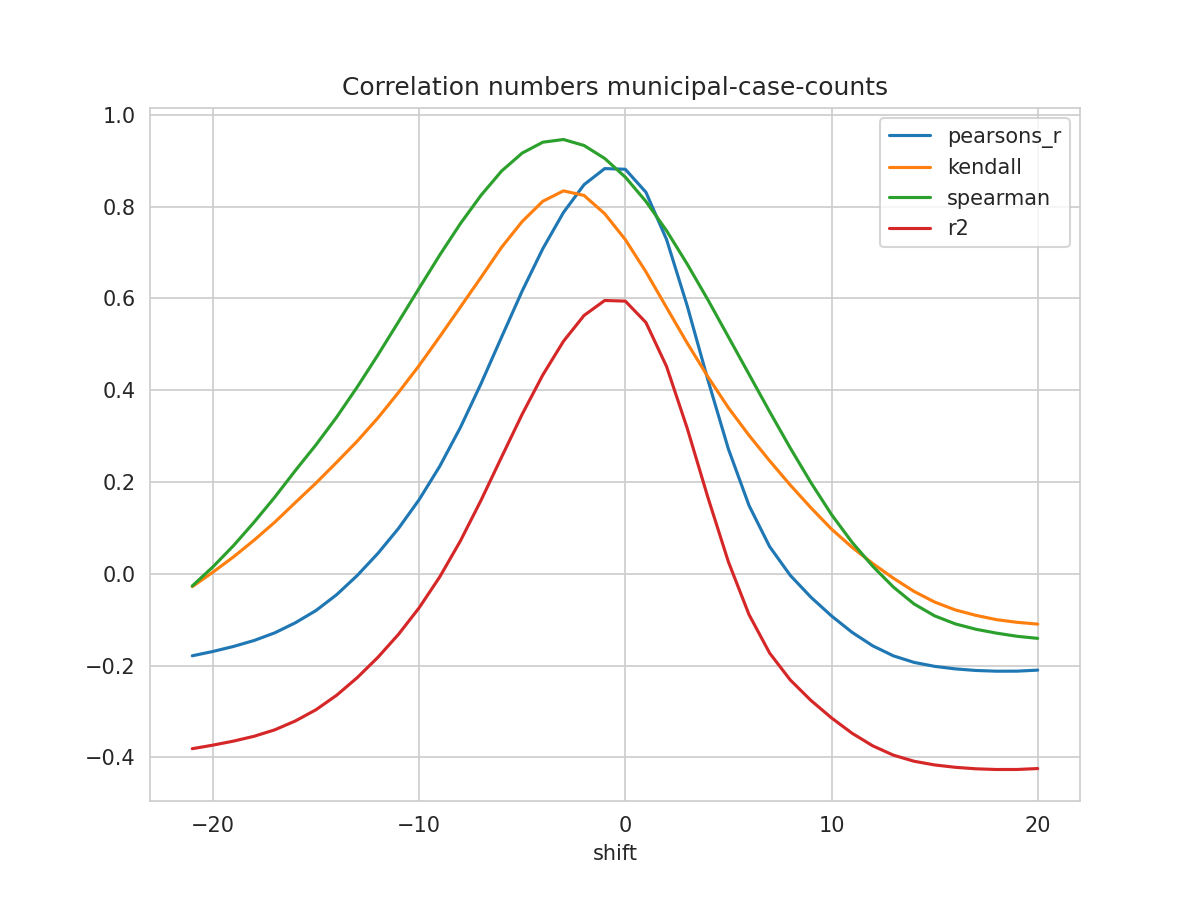 Correlation numbers municipal-case-counts
pearsons_r
kendall
spearman
r2
1.0
0.8
0.6
0.4
0.2
0.0
−0.2
−0.4
−20
−10
0
10
20
shift